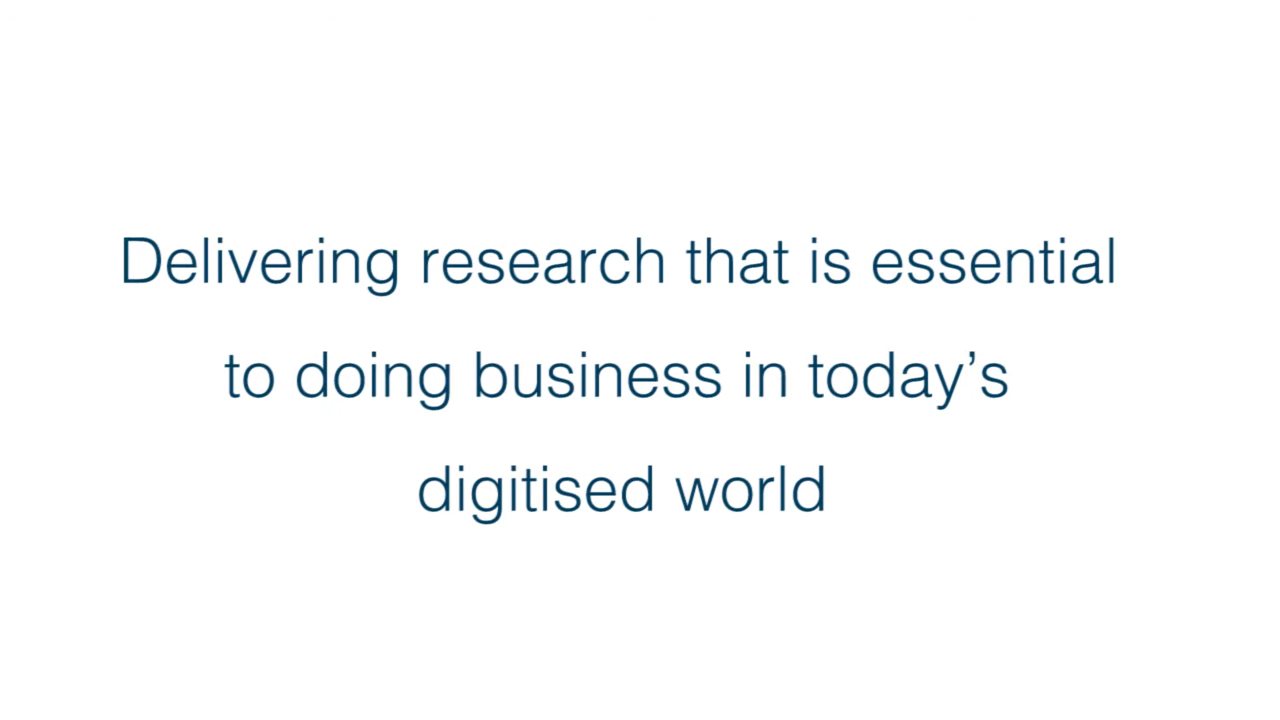 Delivering research that is essential
to doing business in today’s
digitised world